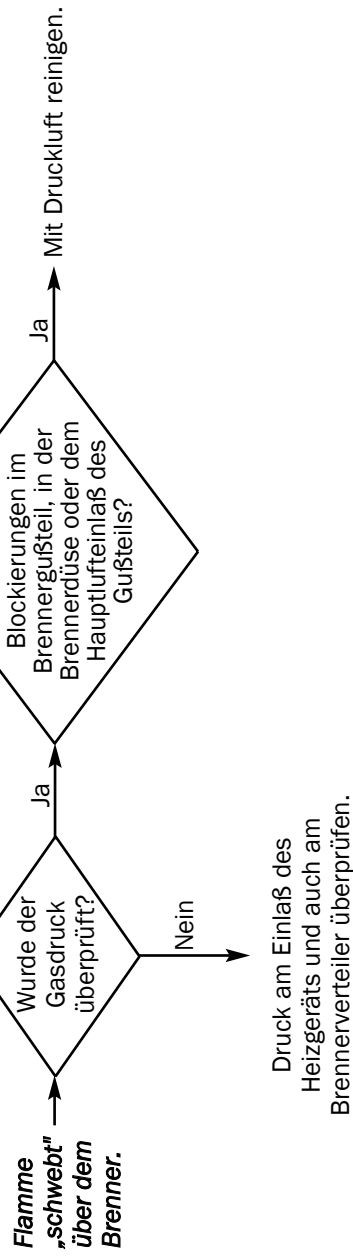 Flamme
„schwebt"
über dem
Brenner.
Wurde der
Gasdruck
überprüft?
Nein
Druck am Einlaß des
Heizgeräts und auch am
Brennerverteiler überprüfen.
Ja
Blockierungen im
Brennergußteil, in der
Brennerdüse oder dem
Hauptlufteinlaß des
Gußteils?
Ja
Mit Druckluft reinigen.